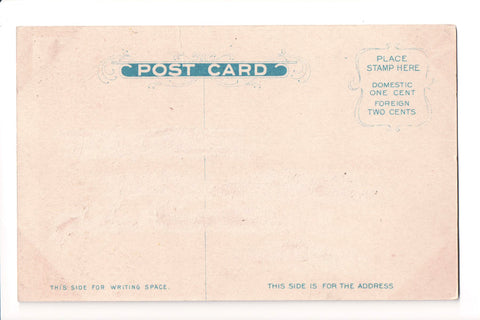 POST CARD
PLACE
STAMP HERE
DOMESTIC
ONE CENT
FOREIGN
TWO CENTS
THIS SIDE FOR WRITING SPACE.
THIS SIDE IS FOR THE ADDRESS